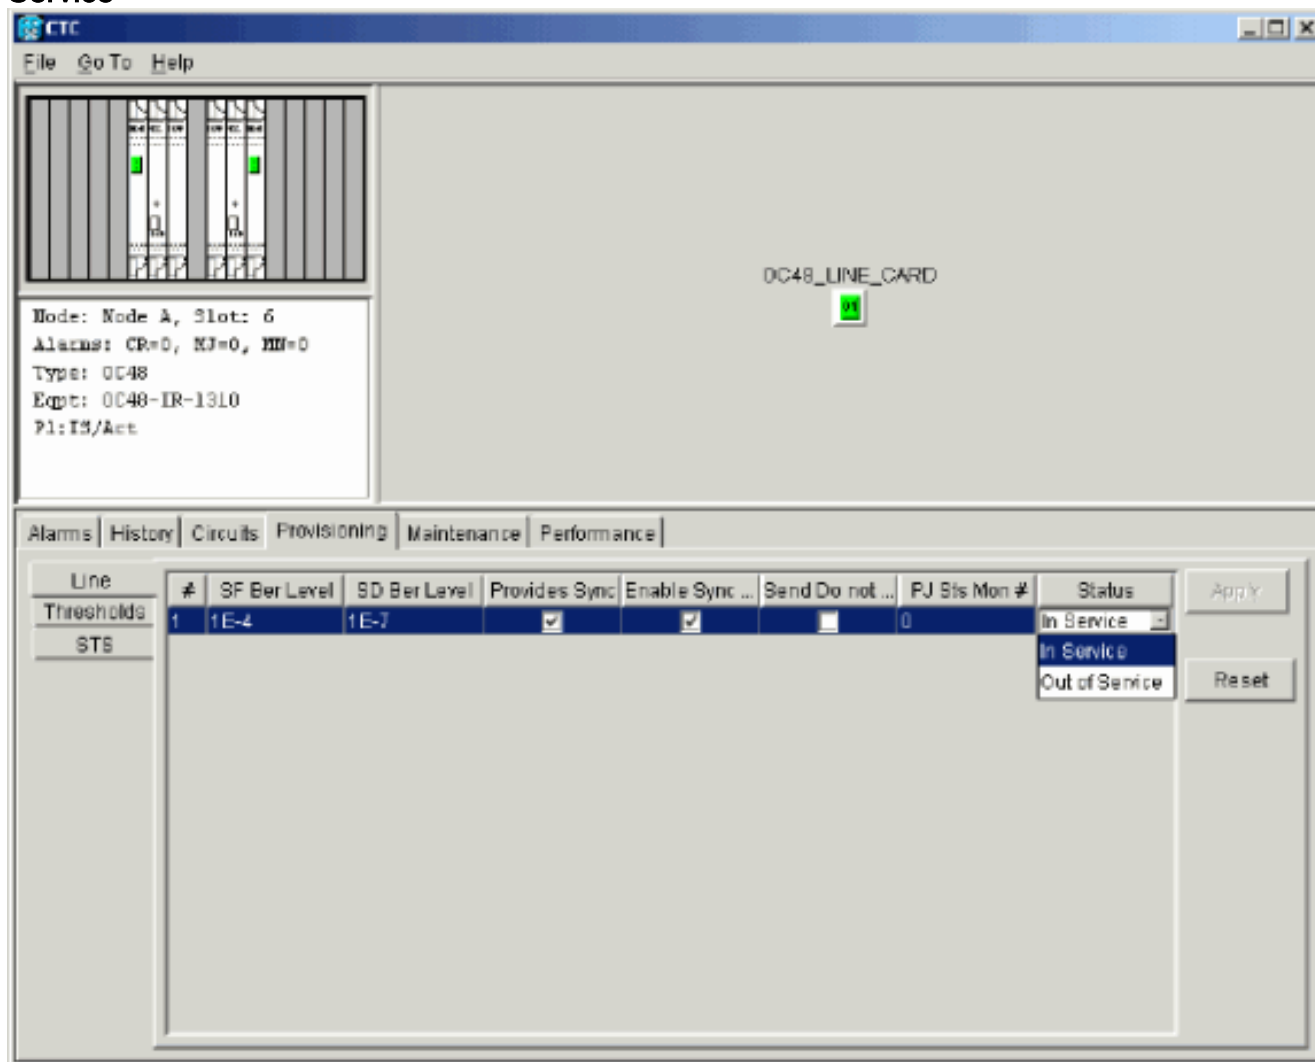 Service
CTC
File Go To Help
OC48_LINE_CARD
01
Node: Node A, Slot: 6
Alarms: CR=0, MJ=0, MN=0
Type: OC48
Eqpt: OC48-IR-1310
P1:IS/Act
Alarms History Circuits Provisioning Maintenance Performance
Line
Thresholds
STS
# SF Ber Level SD Ber Level Provides Sync Enable Sync ... Send Do not ... PJ Sts Mon # Status
1 1E-4 1E-7 0 In Service
In Service
Out of Service
Apply
Reset